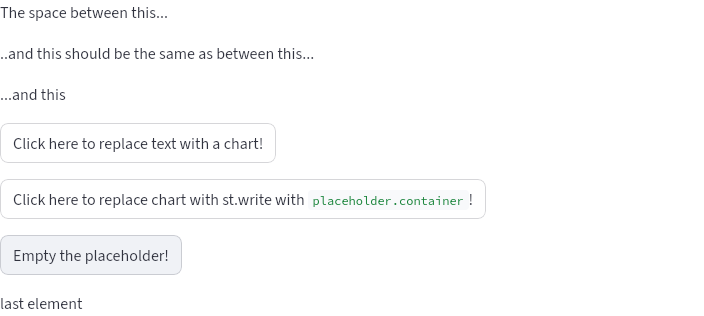 The space between this...
..and this should be the same as between this...
...and this
Click here to replace text with a chart!
Click here to replace chart with st.write with placeholder.container!
Empty the placeholder!
last element